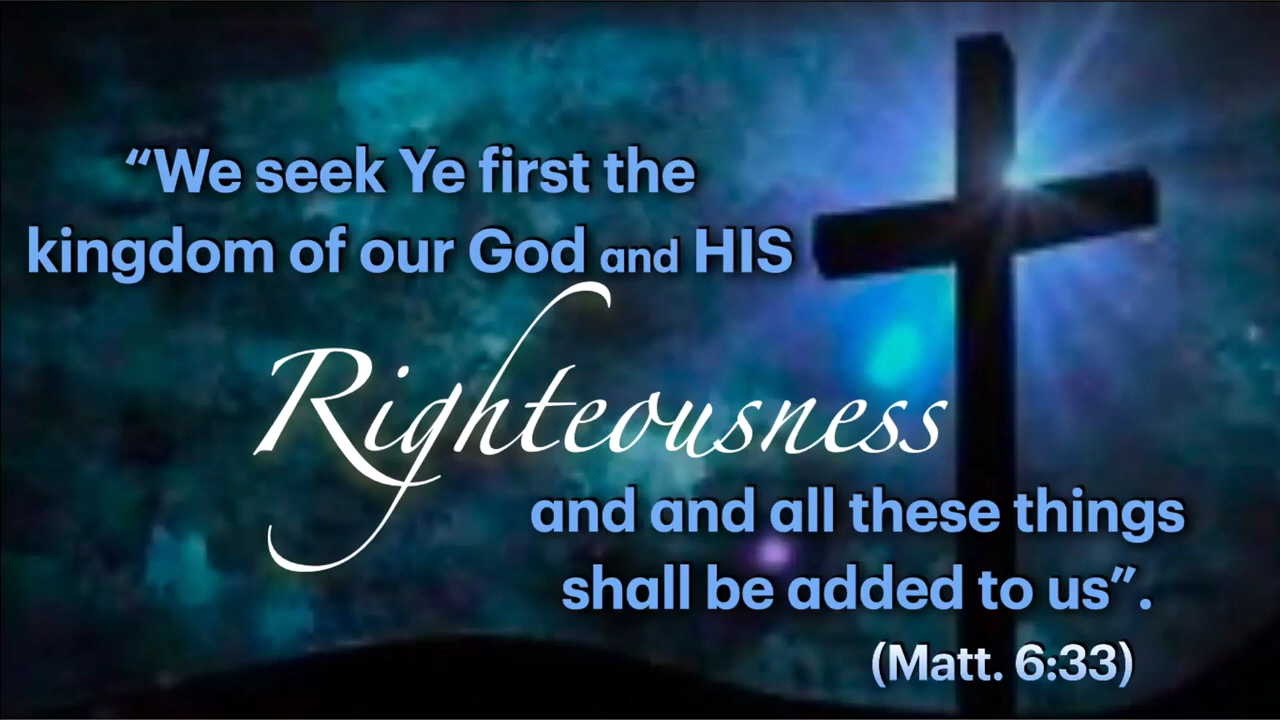 “We seek Ye first the
kingdom of our God and HIS
Righteousness
and and all these things
shall be added to us”.
(Matt. 6:33)